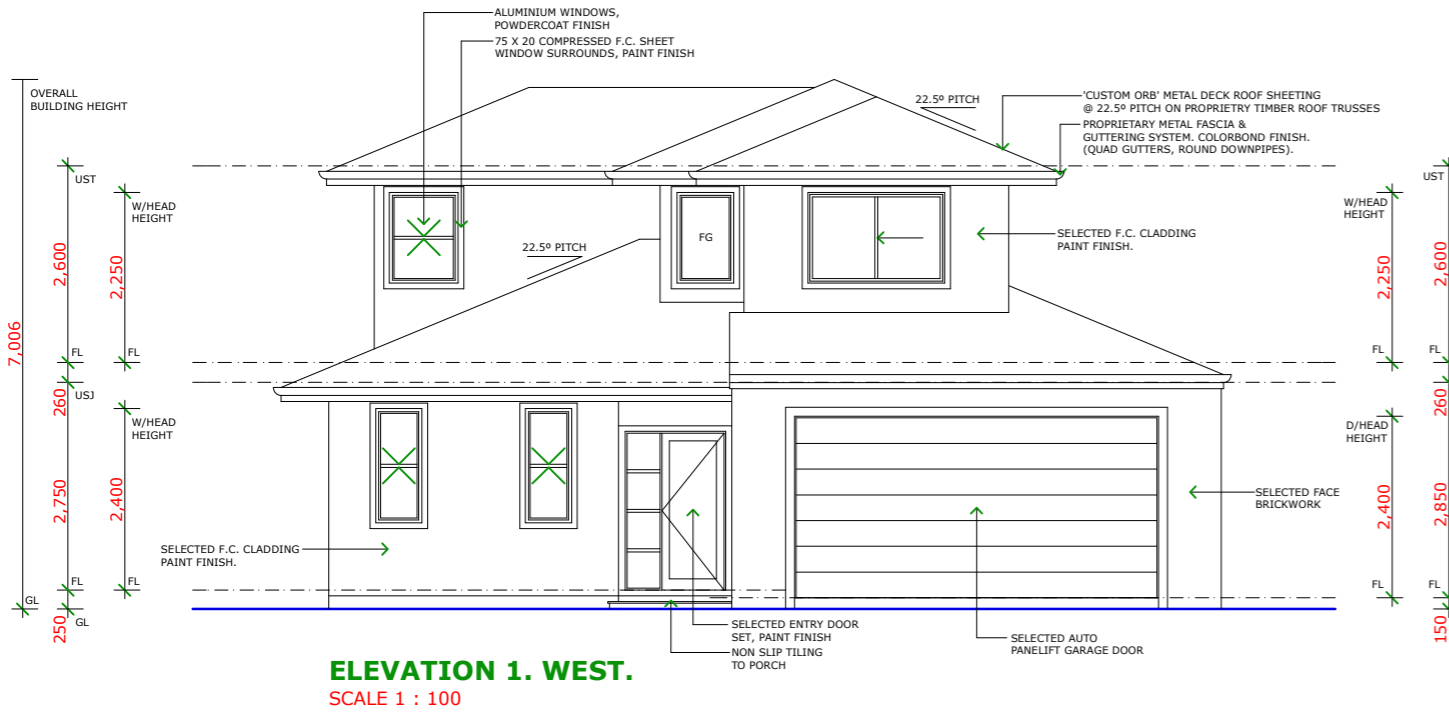 ALUMINIUM WINDOWS,
POWDERCOAT FINISH
75 X 20 COMPRESSED F.C. SHEET
WINDOW SURROUNDS, PAINT FINISH
OVERALL
BUILDING HEIGHT
22.5º PITCH
'CUSTOM ORB' METAL DECK ROOF SHEETING
@ 22.5º PITCH ON PROPRIETRY TIMBER ROOF TRUSSES
PROPRIETARY METAL FASCIA &
GUTTERING SYSTEM. COLORBOND FINISH.
(QUAD GUTTERS, ROUND DOWNPIPES).
UST
UST
W/HEAD
HEIGHT
W/HEAD
HEIGHT
FG
22.5º PITCH
SELECTED F.C. CLADDING
PAINT FINISH.
2,600
2,250
2,250
2,600
7,006
FL
FL
FL
FL
260
USJ
260
W/HEAD
HEIGHT
D/HEAD
HEIGHT
2,750
2,400
2,400
2,850
SELECTED FACE
BRICKWORK
SELECTED F.C. CLADDING
PAINT FINISH.
FL
FL
FL
FL
GL
GL
250
150
SELECTED ENTRY DOOR
SET, PAINT FINISH
NON SLIP TILING
TO PORCH
SELECTED AUTO
PANELIFT GARAGE DOOR
ELEVATION 1. WEST.
SCALE 1 : 100